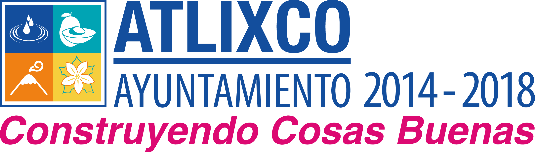 ATLIXCO
AYUNTAMIENTO 2014 - 2018
Construyendo Cosas Buenas